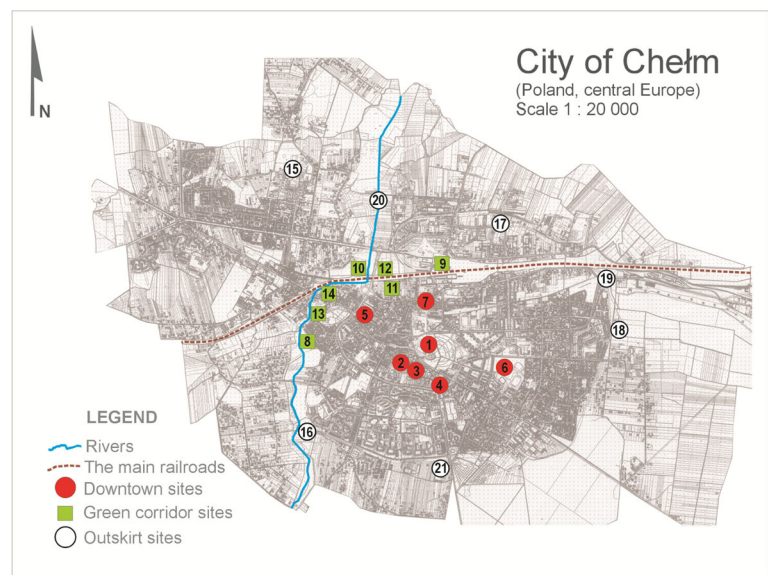 City of Chełm
(Poland, central Europe)
Scale 1 : 20 000
N
15
20
17
10
12
9
19
14
11
7
13
5
18
8
1
2
3
6
4
16
21
LEGEND
Rivers
The main railroads
Downtown sites
Green corridor sites
Outskirt sites